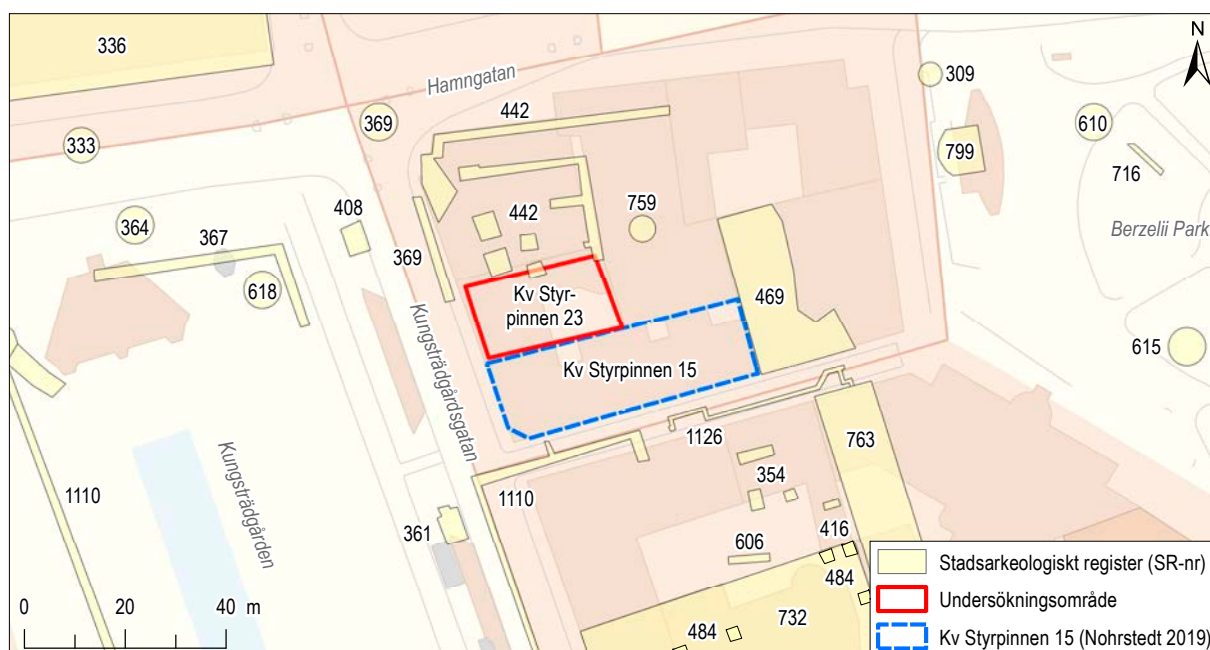 336
Hamngatan
N
309
442
369
333
610
799
716
442
759
408
364
367
369
Berzelii Park
618
Kv Styr-
pinnen 23
469
615
Kungsträdgårdsgatan
Kv Styrpinnen 15
1126
763
354
Kungsträdgården
1110
1110
361
416
606
484
484
732
0 20 40 m
Stadsarkeologiskt register (SR-nr)
Undersökningsområde
Kv Styrpinnen 15 (Nohrstedt 2019)